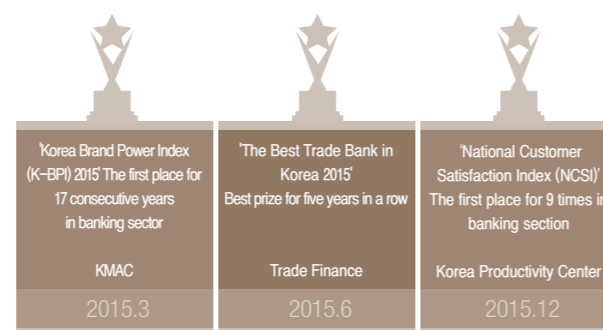 'Korea Brand Power Index
(K-BPI) 2015' The first place for
17 consecutive years
in banking sector
KMAC
2015.3
'The Best Trade Bank in
Korea 2015'
Best prize for five years in a row
Trade Finance
2015.6
'National Customer
Satisfaction Index (NCSI)'
The first place for 9 times in
banking section
Korea Productivity Center
2015.12